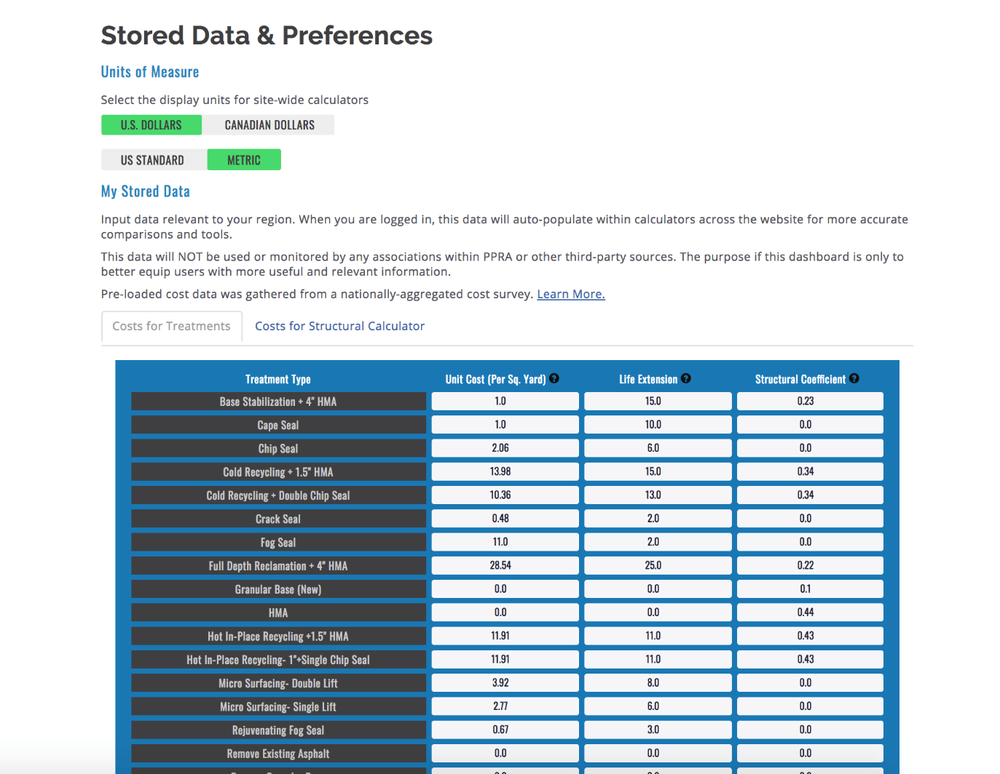 Stored Data & Preferences
Units of Measure
Select the display units for site-wide calculators
U.S. DOLLARS CANADIAN DOLLARS
US STANDARD METRIC
My Stored Data
Input data relevant to your region. When you are logged in, this data will auto-populate within calculators across the website for more accurate
comparisons and tools.
This data will NOT be used or monitored by any associations within PPRA or other third-party sources. The purpose if this dashboard is only to
better equip users with more useful and relevant information.
Pre-loaded cost data was gathered from a nationally-aggregated cost survey. Learn More.
Costs for Treatments Costs for Structural Calculator
Treatment Type Unit Cost (Per Sq. Yard) ? Life Extension ? Structural Coefficient ?
Base Stabilization + 4" HMA 1.0 15.0 0.23
Cape Seal 1.0 10.0 0.0
Chip Seal 2.06 6.0 0.0
Cold Recycling + 1.5" HMA 13.98 15.0 0.34
Cold Recycling + Double Chip Seal 10.36 13.0 0.34
Crack Seal 0.48 2.0 0.0
Fog Seal 11.0 2.0 0.0
Full Depth Reclamation + 4" HMA 28.54 25.0 0.22
Granular Base (New) 0.0 0.0 0.1
HMA 0.0 0.0 0.44
Hot In-Place Recycling +1.5" HMA 11.91 11.0 0.43
Hot In-Place Recycling- 1"+Single Chip Seal 11.91 11.0 0.43
Micro Surfacing- Double Lift 3.92 8.0 0.0
Micro Surfacing- Single Lift 2.77 6.0 0.0
Rejuvenating Fog Seal 0.67 3.0 0.0
Remove Existing Asphalt 0.0 0.0 0.0